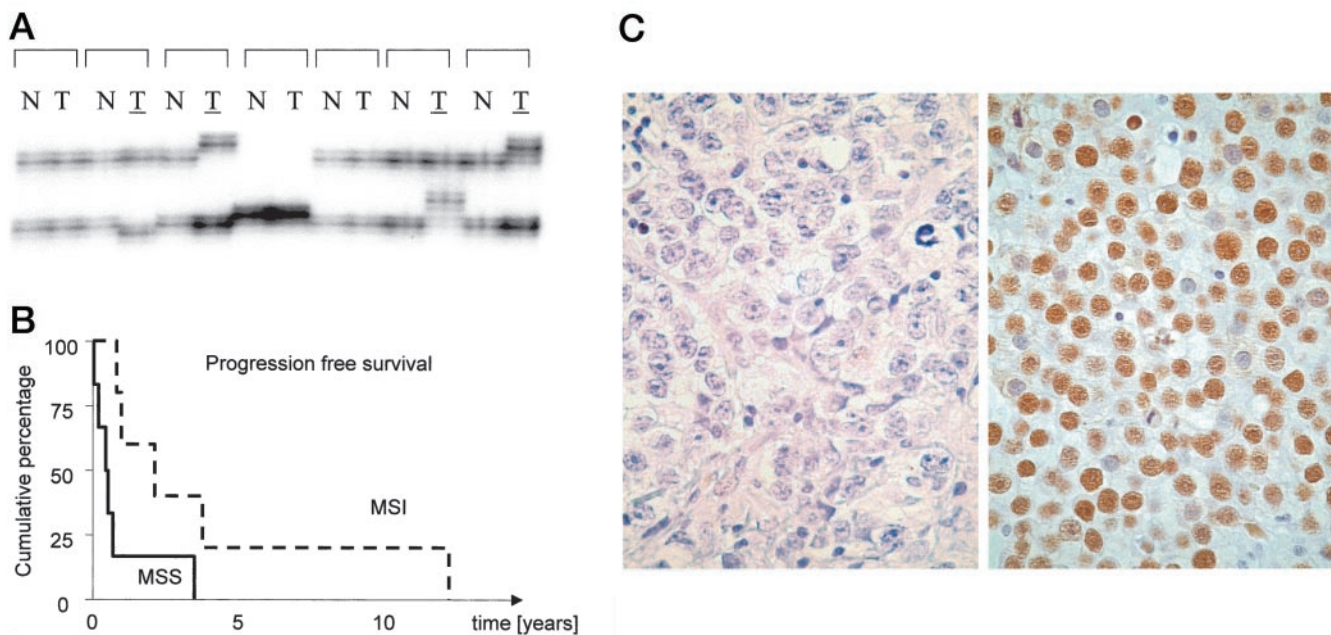 A
N T N T N T N T N T N T N T
B
100
75
50
25
0
Cumulative percentage
Progression free survival
MSI
MSS
0 5 10 time [years]
C